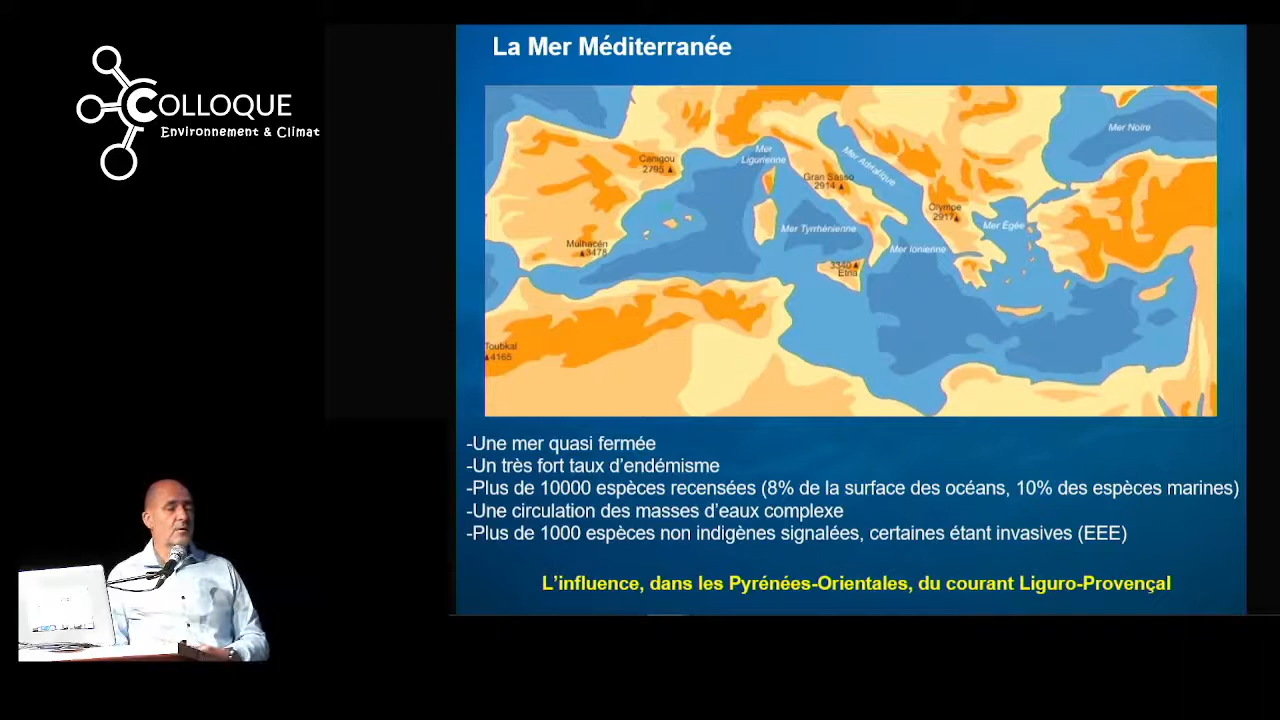 COLLOQUE
Environnement & Climat
La Mer Méditerranée
Mer Noire
Mer
Ligurienne
Mer Adriatique
Canigou
2785 ▲
Gran Sasso
2914 ▲
Olympe
2917▲
Mer Tyrrhénienne
Mer Égée
Mulhacén
▲3478
Mer Ionienne
3340▲
Etna
Toubkal
▲4165
-Une mer quasi fermée
-Un très fort taux d'endémisme
-Plus de 10000 espèces recensées (8% de la surface des océans, 10% des espèces marines)
-Une circulation des masses d'eaux complexe
-Plus de 1000 espèces non indigènes signalées, certaines étant invasives (EEE)
L'influence, dans les Pyrénées-Orientales, du courant Liguro-Provençal